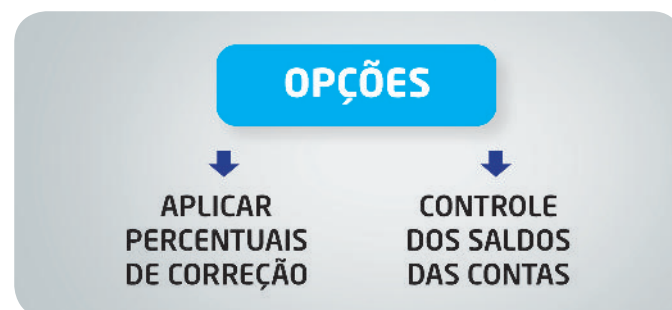 OPÇÕES
APLICAR
PERCENTUAIS
DE CORREÇÃO
CONTROLE
DOS SALDOS
DAS CONTAS